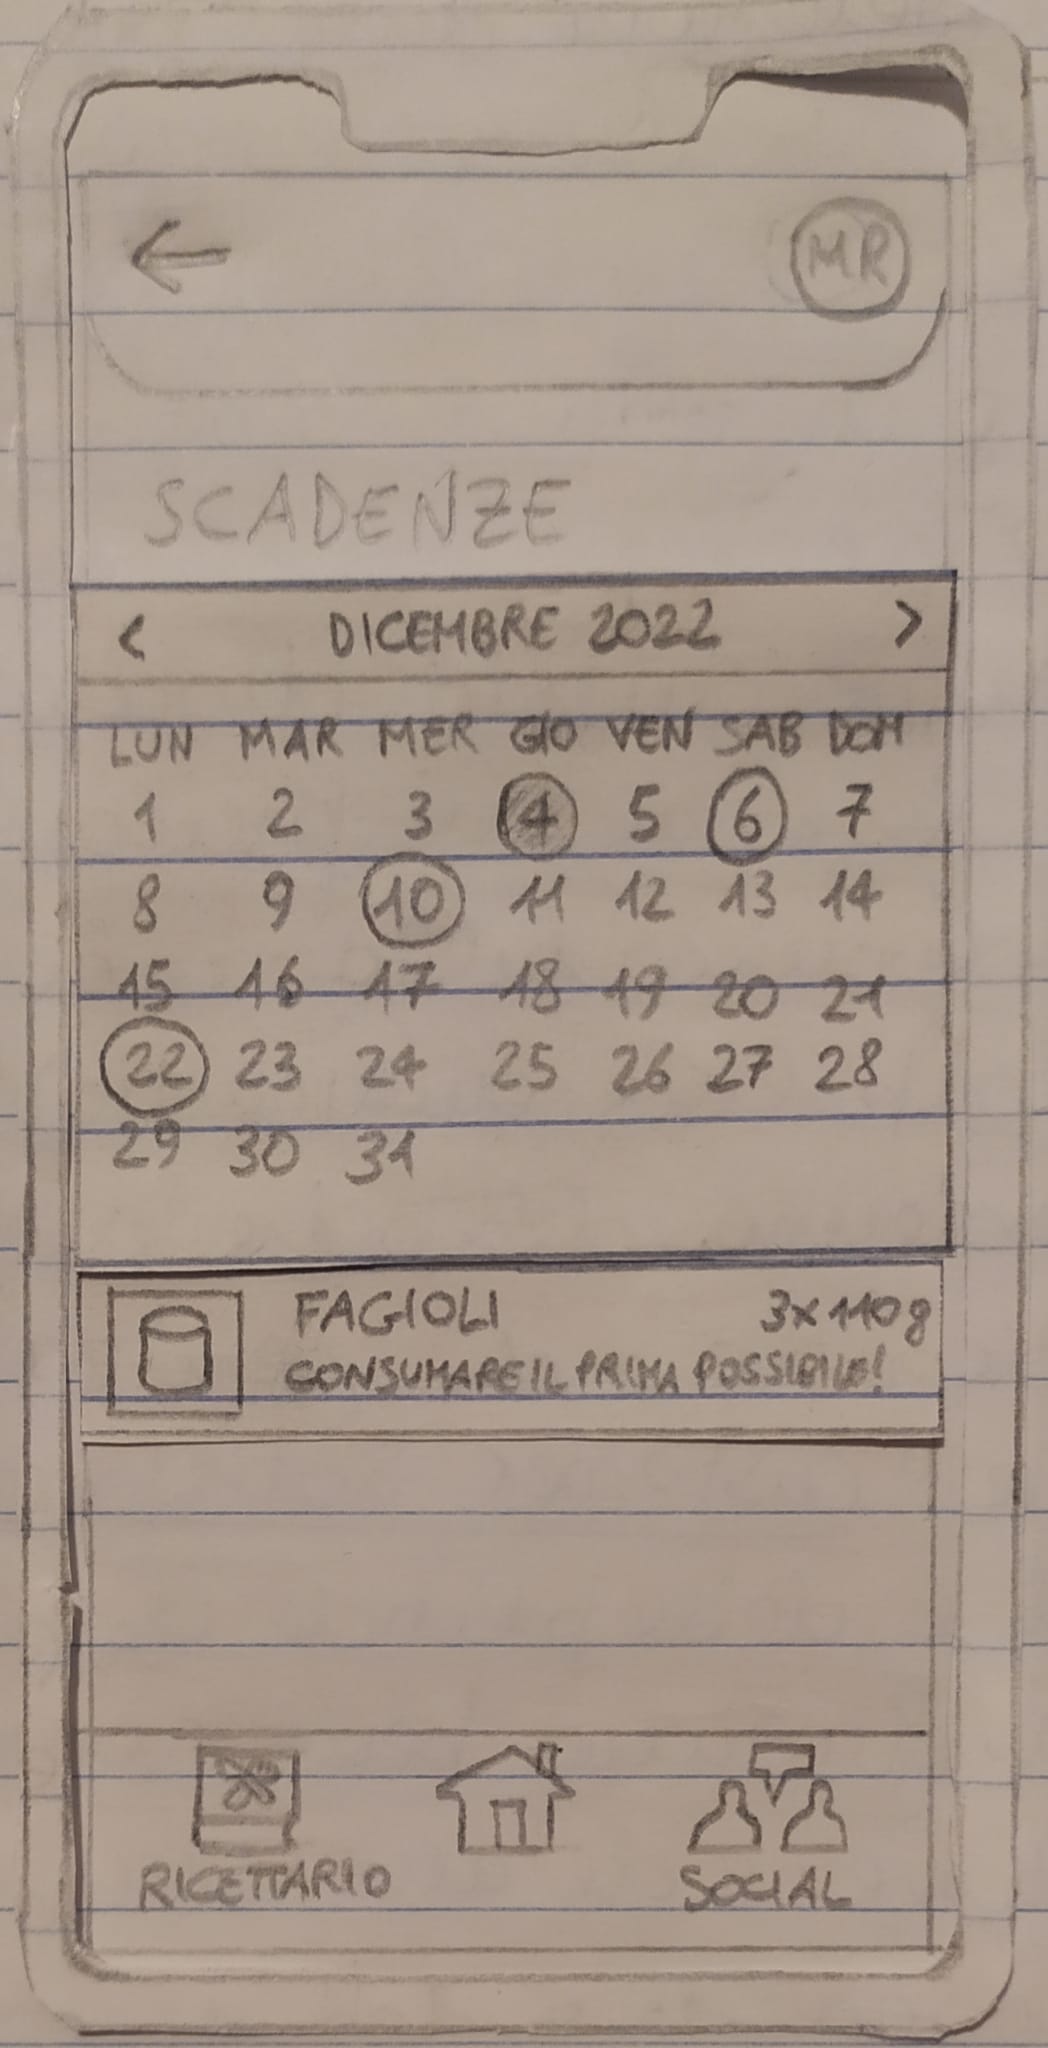 ←
MR
SCADENZE
< DICEMBRE 2022 >
LUN MAR MER GIO VEN SAB DOM
1 2 3 4 5 6 7
8 9 10 11 12 13 14
15 16 17 18 19 20 21
22 23 24 25 26 27 28
29 30 31
FAGIOLI 3x110g
CONSUMARE IL PRIMA POSSIBILE!
RICETTARIO SOCIAL